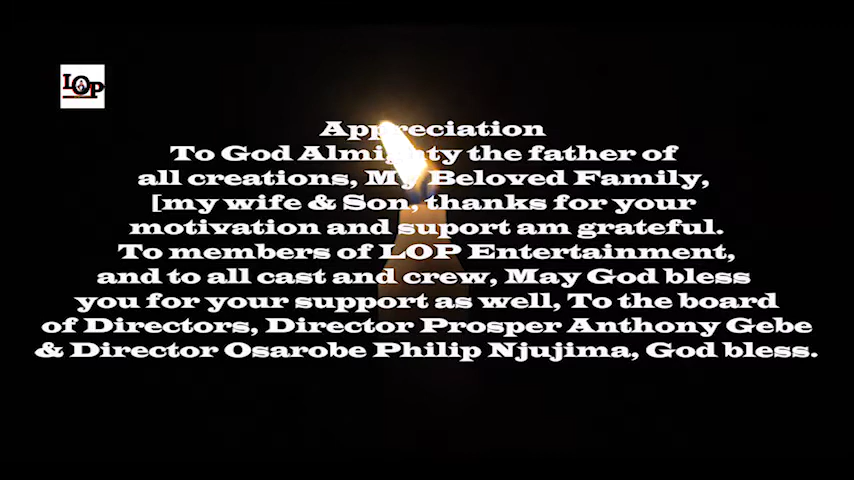 LOP
Appreciation
To God Almighty the father of
all creations, My Beloved Family,
[my wife & Son, thanks for your
motivation and suport am grateful.
To members of LOP Entertainment,
and to all cast and crew, May God bless
you for your support as well, To the board
of Directors, Director Prosper Anthony Gebe
& Director Osarobe Philip Njujima, God bless.